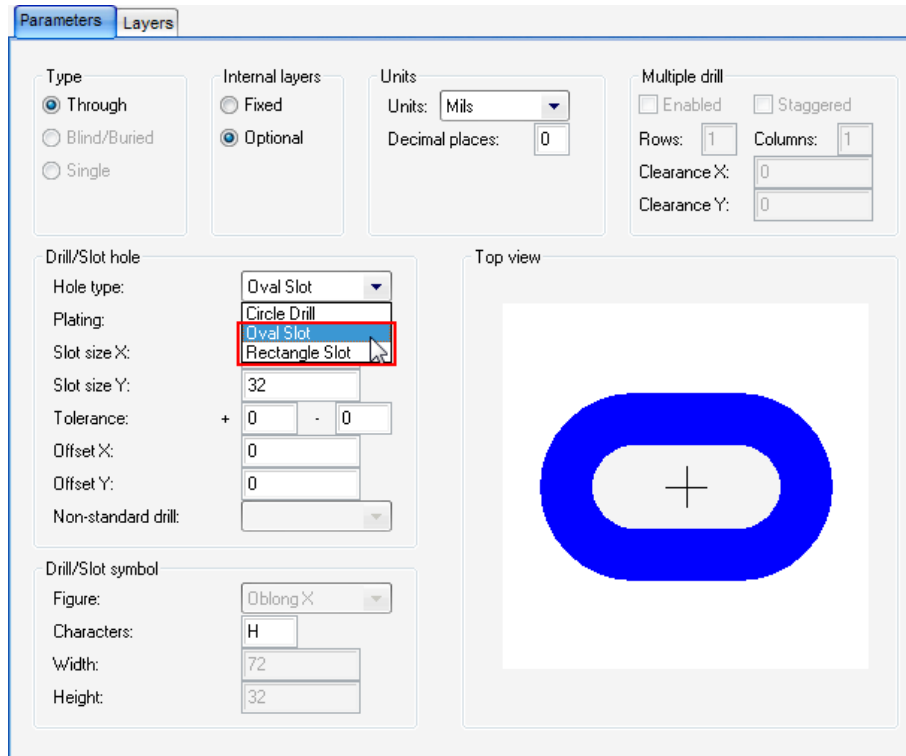 Parameters Layers
Type
Through
Blind/Buried
Single
Internal layers
Fixed
Optional
Units
Units: Mils
Decimal places: 0
Multiple drill
Enabled Staggered
Rows: 1 Columns: 1
Clearance X: 0
Clearance Y: 0
Drill/Slot hole
Hole type: Oval Slot
Circle Drill
Oval Slot
Rectangle Slot
Plating:
Slot size X:
Slot size Y: 32
Tolerance: + 0 - 0
Offset X: 0
Offset Y: 0
Non-standard drill:
Drill/Slot symbol
Figure: Oblong X
Characters: H
Width: 72
Height: 32
Top view